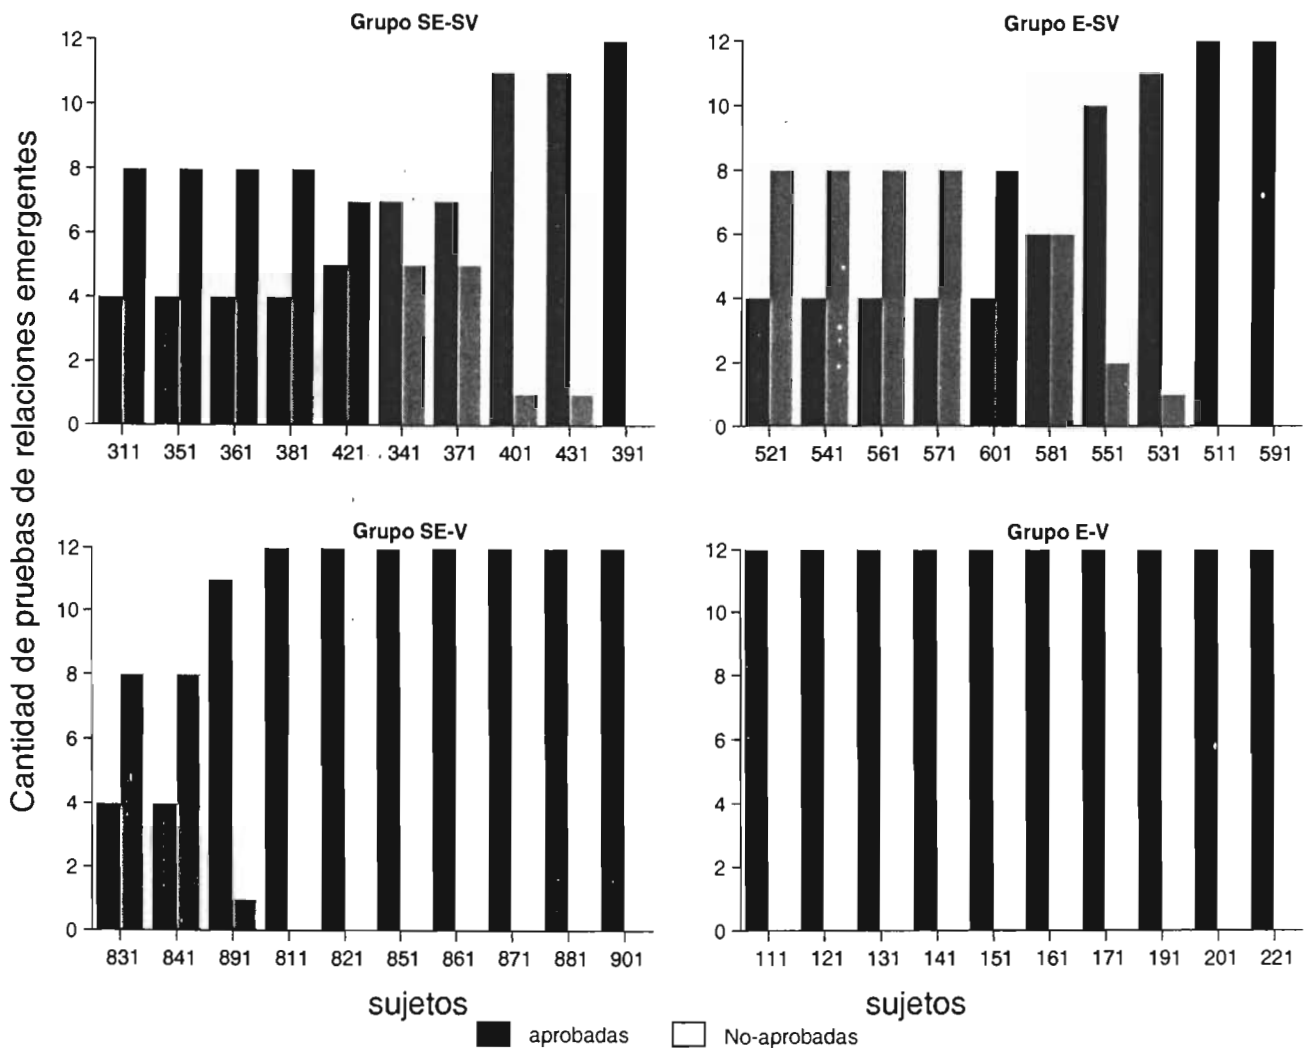 Cantidad de pruebas de relaciones emergentes
Grupo SE-SV
12
10
8
6
4
2
0
311 351 361 381 421 341 371 401 431 391
Grupo E-SV
12
10
8
6
4
2
0
521 541 561 571 601 581 551 531 511 591
Grupo SE-V
12
10
8
6
4
2
0
831 841 891 811 821 851 861 871 881 901
sujetos
Grupo E-V
12
10
8
6
4
2
0
111 121 131 141 151 161 171 191 201 221
sujetos
aprobadas No-aprobadas